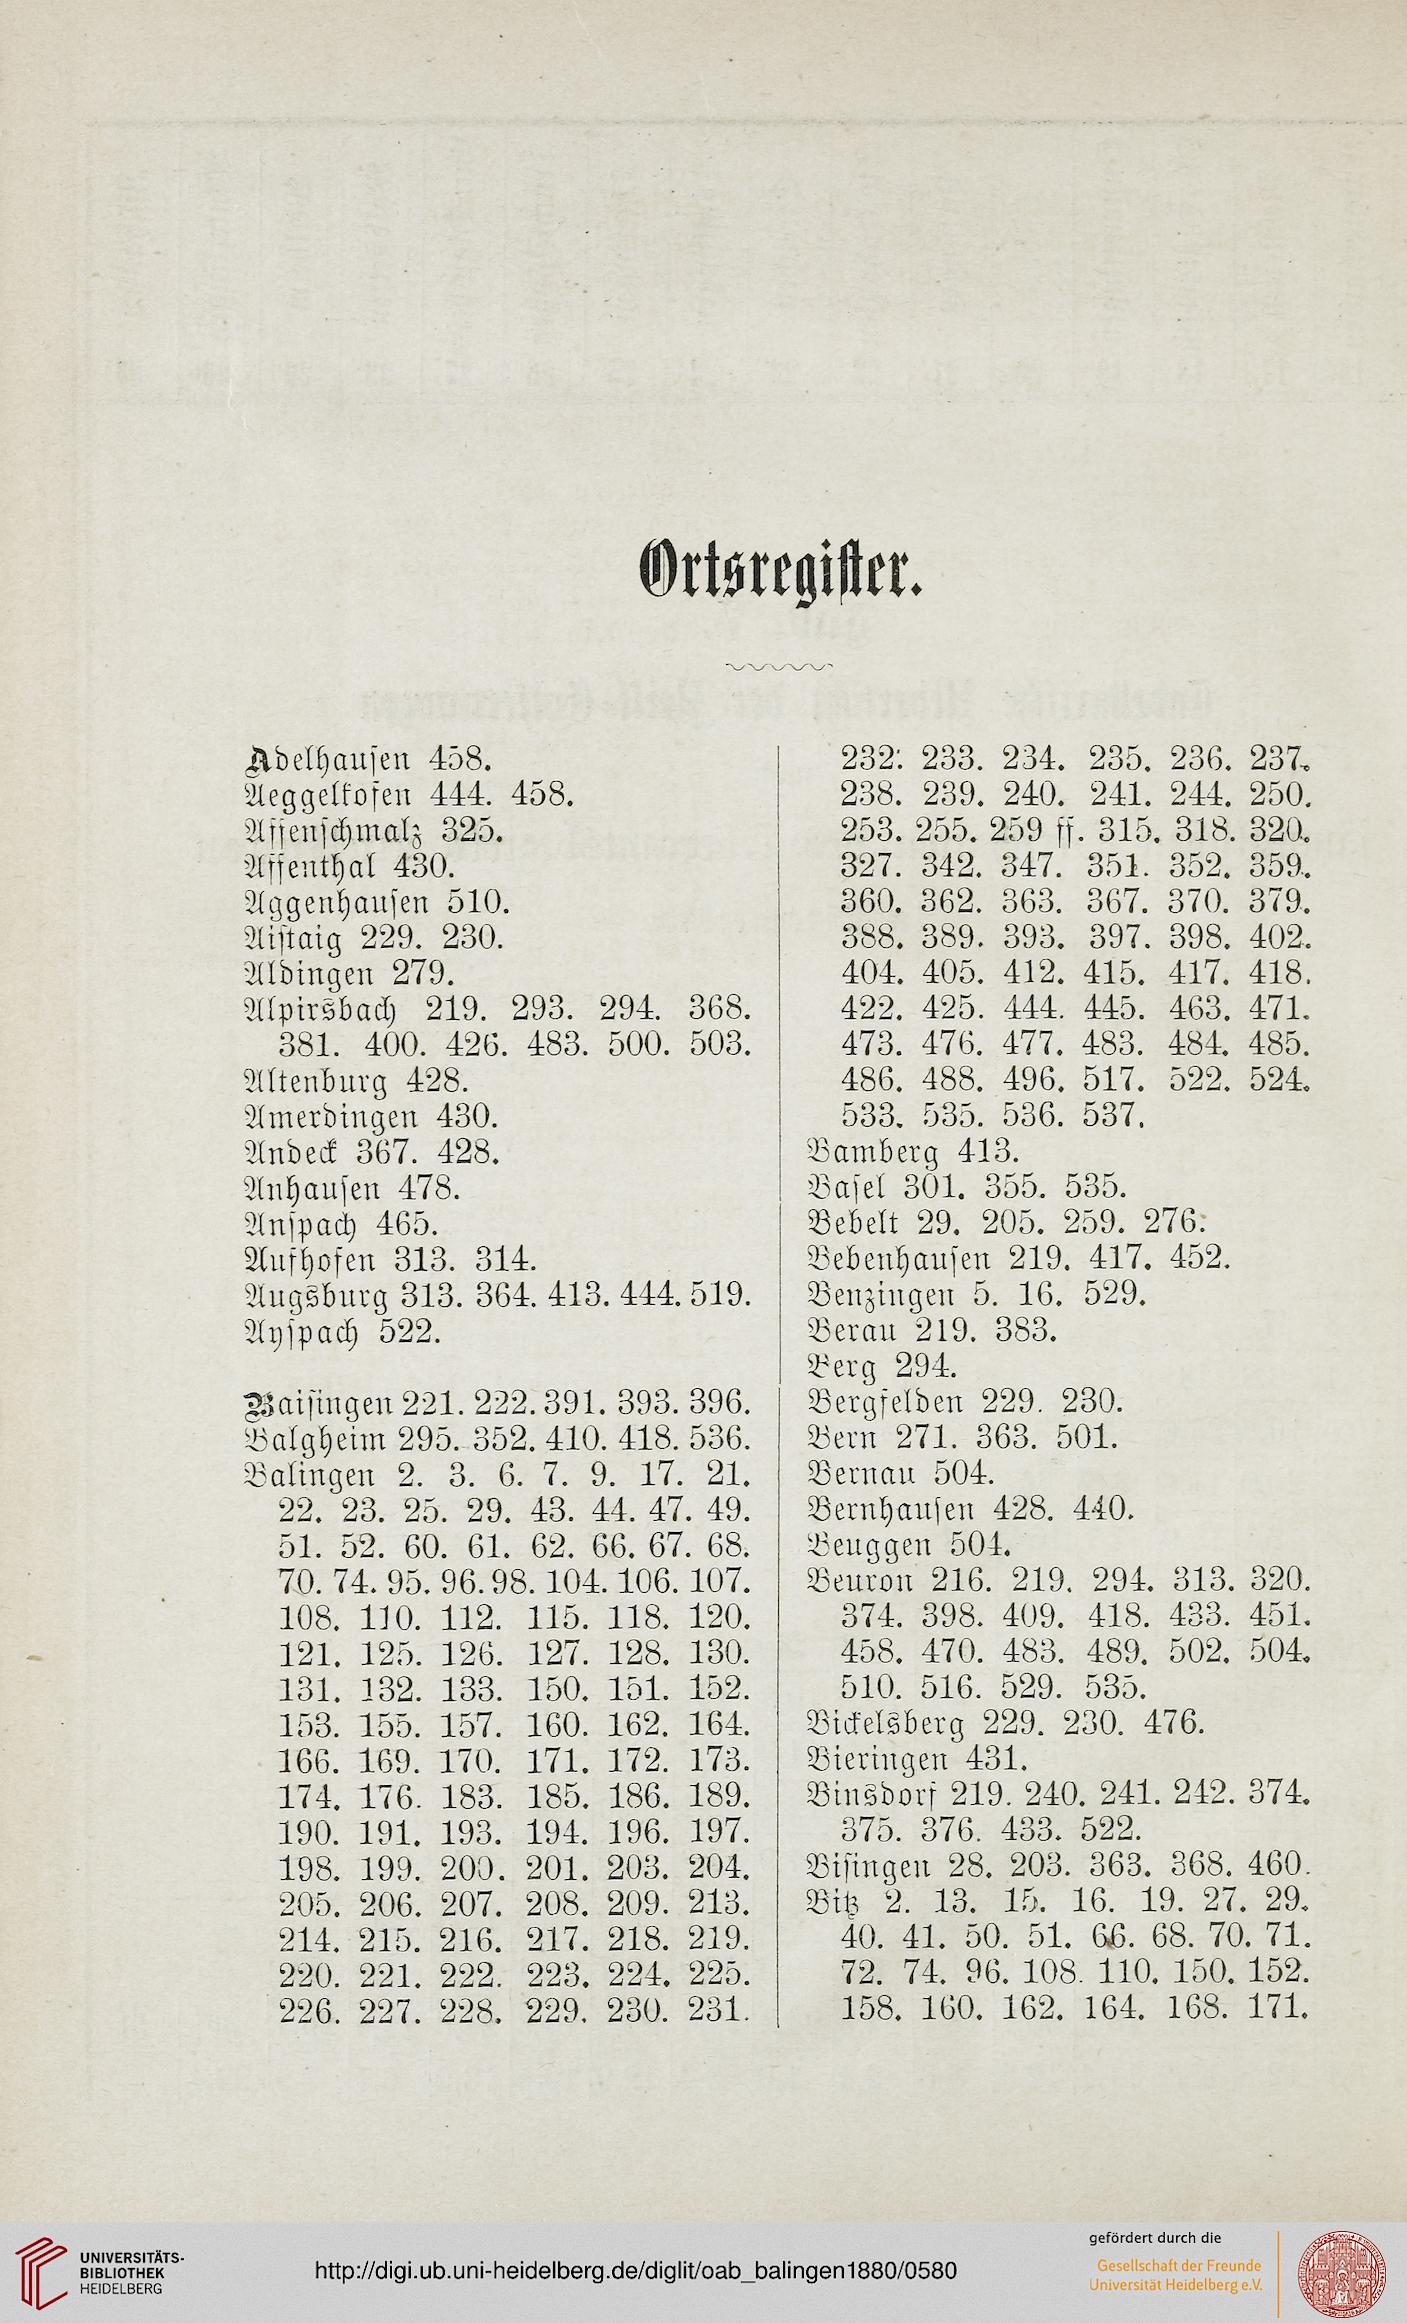 Ortsregister.
Adelhausen 458.
Aeggelkofen 444. 458.
Affenschmalz 325.
Affenthal 430.
Aggenhausen 510.
Aistaig 229. 230.
Aldingen 279.
Alpirsbach 219. 293. 294. 368.
381. 400. 426. 483. 500. 503.
Altenburg 428.
Amerdingen 430.
Andeck 367. 428.
Anhausen 478.
Anspach 465.
Aufhofen 313. 314.
Augsburg 313. 364. 413. 444. 519.
Ayspach 522.
Baisingen 221. 222. 391. 393. 396.
Balgheim 295. 352. 410. 418. 536.
Balingen 2. 3. 6. 7. 9. 17. 21.
22. 23. 25. 29. 43. 44. 47. 49.
51. 52. 60. 61. 62. 66. 67. 68.
70. 74. 95. 96. 98. 104. 106. 107.
108. 110. 112. 115. 118. 120.
121. 125. 126. 127. 128. 130.
131. 132. 133. 150. 151. 152.
153. 155. 157. 160. 162. 164.
166. 169. 170. 171. 172. 173.
174. 176. 183. 185. 186. 189.
190. 191. 193. 194. 196. 197.
198. 199. 200. 201. 203. 204.
205. 206. 207. 208. 209. 213.
214. 215. 216. 217. 218. 219.
220. 221. 222. 223. 224. 225.
226. 227. 228. 229. 230. 231.
232. 233. 234. 235. 236. 237.
238. 239. 240. 241. 244. 250.
253. 255. 259 ff. 315. 318. 320.
327. 342. 347. 351. 352. 359.
360. 362. 363. 367. 370. 379.
388. 389. 393. 397. 398. 402.
404. 405. 412. 415. 417. 418.
422. 425. 444. 445. 463. 471.
473. 476. 477. 483. 484. 485.
486. 488. 496. 517. 522. 524.
533. 535. 536. 537.
Bamberg 413.
Basel 301. 355. 535.
Bebelt 29. 205. 259. 276.
Bebenhausen 219. 417. 452.
Benzingen 5. 16. 529.
Berau 219. 383.
Berg 294.
Bergfelden 229. 230.
Bern 271. 363. 501.
Bernau 504.
Bernhausen 428. 440.
Beuggen 504.
Beuron 216. 219. 294. 313. 320.
374. 398. 409. 418. 433. 451.
458. 470. 483. 489. 502. 504.
510. 516. 529. 535.
Bickelsberg 229. 230. 476.
Bieringen 431.
Binsdorf 219. 240. 241. 242. 374.
375. 376. 433. 522.
Bisingen 28. 203. 363. 368. 460.
Bitz 2. 13. 15. 16. 19. 27. 29.
40. 41. 50. 51. 66. 68. 70. 71.
72. 74. 96. 108. 110. 150. 152.
158. 160. 162. 164. 168. 171.
UNIVERSITÄTS-
BIBLIOTHEK
HEIDELBERG
http://digi.ub.uni-heidelberg.de/diglit/oab_balingen1880/0580
gefördert durch die
Gesellschaft der Freunde
Universität Heidelberg e.V.